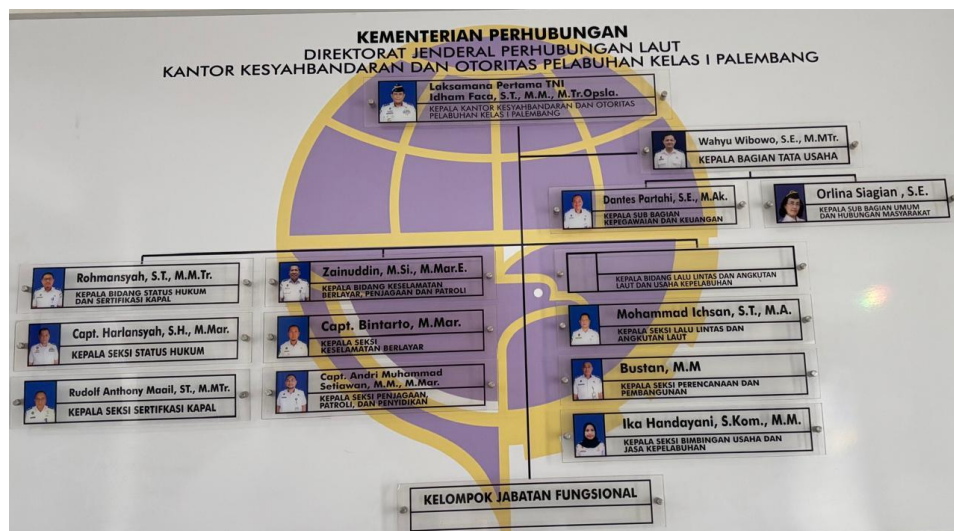 KEMENTERIAN PERHUBUNGAN
DIREKTORAT JENDERAL PERHUBUNGAN LAUT
KANTOR KESYAHBANDARAN DAN OTORITAS PELABUHAN KELAS I PALEMBANG
Laksamana Pertama TNI
Idham Faca, S.T., M.M., M.Tr.Opsla.
KEPALA KANTOR KESYAHBANDARAN DAN OTORITAS
PELABUHAN KELAS I PALEMBANG
Wahyu Wibowo, S.E., M.MTr.
KEPALA BAGIAN TATA USAHA
Dantes Partahi, S.E., M.Ak.
KEPALA SUB BAGIAN
KEPEGAWAIAN DAN KEUANGAN
Orlina Siagian , S.E.
KEPALA SUB BAGIAN UMUM
DAN HUBUNGAN MASYARAKAT
Rohmansyah, S.T., M.M.Tr.
KEPALA BIDANG STATUS HUKUM
DAN SERTIFIKASI KAPAL
Capt. Harlansyah, S.H., M.Mar.
KEPALA SEKSI STATUS HUKUM
Rudolf Anthony Maail, ST., M.MTr.
KEPALA SEKSI SERTIFKASI KAPAL
Zainuddin, M.Si., M.Mar.E.
KEPALA BIDANG KESELAMATAN
BERLAYAR, PENJAGAAN DAN PATROLI
Capt. Bintarto, M.Mar.
KEPALA SEKSI
KESELAMATAN BERLAYAR
Capt. Andri Muhammad
Setiawan, M.M., M.Mar.
KEPALA SEKSI PENJAGAAN,
PATROLI, DAN PENYIDIKAN
KEPALA BIDANG LALU LINTAS DAN ANGKUTAN
LAUT DAN USAHA KEPELABUHAN
Mohammad Ichsan, S.T., M.A.
KEPALA SEKSI LALU LINTAS DAN
ANGKUTAN LAUT
Bustan, M.M
KEPALA SEKSI PERENCANAAN DAN
PEMBANGUNAN
Ika Handayani, S.Kom., M.M.
KEPALA SEKSI BIMBINGAN USAHA DAN
JASA KEPELABUHAN
KELOMPOK JABATAN FUNGSIONAL